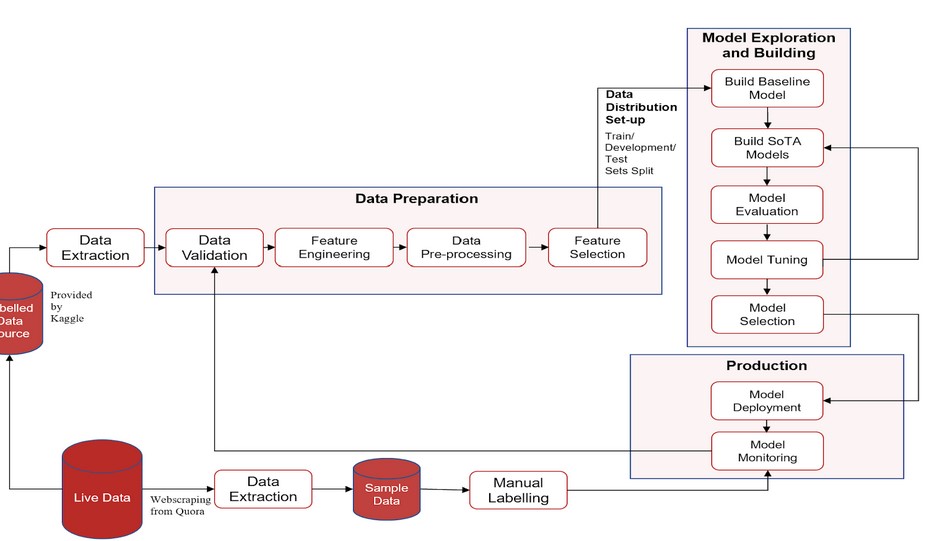 Model Exploration
and Building
Build Baseline
Model
Data
Distribution
Set-up
Train/
Development/
Test
Sets Split
Build SoTA
Models
Model
Evaluation
Model Tuning
Model
Selection
Data Preparation
Data
Extraction
Data
Validation
Feature
Engineering
Data
Pre-processing
Feature
Selection
belled
Data
ource
Provided
by
Kaggle
Production
Model
Deployment
Model
Monitoring
Live Data
Webscraping
from Quora
Data
Extraction
Sample
Data
Manual
Labelling